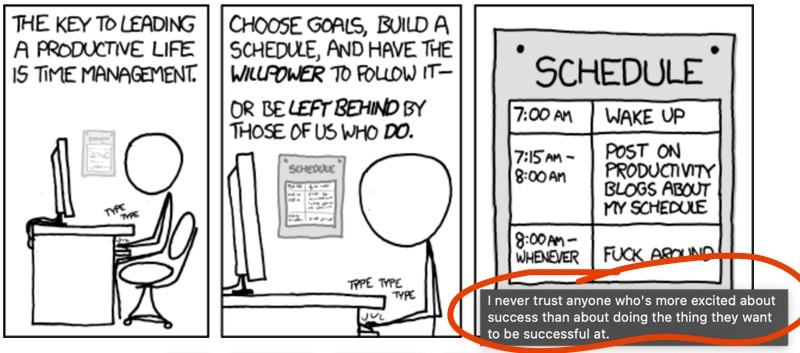 THE KEY TO LEADING
A PRODUCTIVE LIFE
IS TIME MANAGEMENT.
TYPE
TYPE
CHOOSE GOALS, BUILD A
SCHEDULE, AND HAVE THE
WILLPOWER TO FOLLOW IT—
OR BE LEFT BEHIND BY
THOSE OF US WHO DO.
SCHEDULE
TYPE TYPE
TYPE
SCHEDULE
7:00 AM WAKE UP
7:15 AM –
8:00 AM
POST ON
PRODUCTIVITY
BLOGS ABOUT
MY SCHEDULE
8:00 AM –
WHENEVER
FUCK AROUND
I never trust anyone who's more excited about
success than about doing the thing they want
to be successful at.